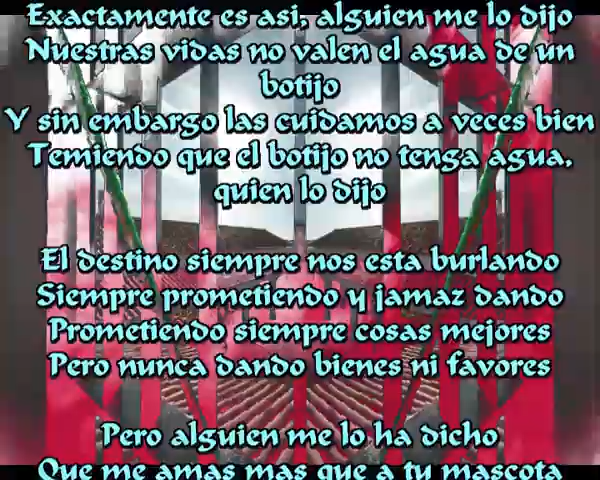 Exactamente es asi, alguien me lo dijo
Nuestras vidas no valen el agua de un
botijo
Y sin embargo las cuidamos a veces bien
Temiendo que el botijo no tenga agua.
quien lo dijo
El destino siempre nos esta burlando
Siempre prometiendo y jamaz dando
Prometiendo siempre cosas mejores
Pero nunca dando bienes ni favores
Pero alguien me lo ha dicho
Que me amas mas que a tu mascota